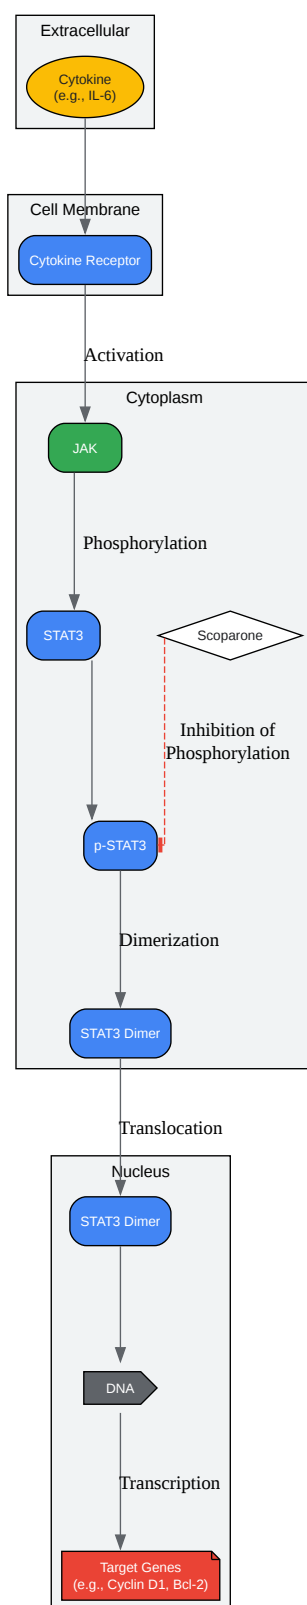 Extracellular
Cytokine
(e.g., IL-6)
Cell Membrane
Cytokine Receptor
Activation
Cytoplasm
JAK
Phosphorylation
STAT3
Scoparone
Inhibition of
Phosphorylation
p-STAT3
Dimerization
STAT3 Dimer
Translocation
Nucleus
STAT3 Dimer
DNA
Transcription
Target Genes
(e.g., Cyclin D1, Bcl-2)